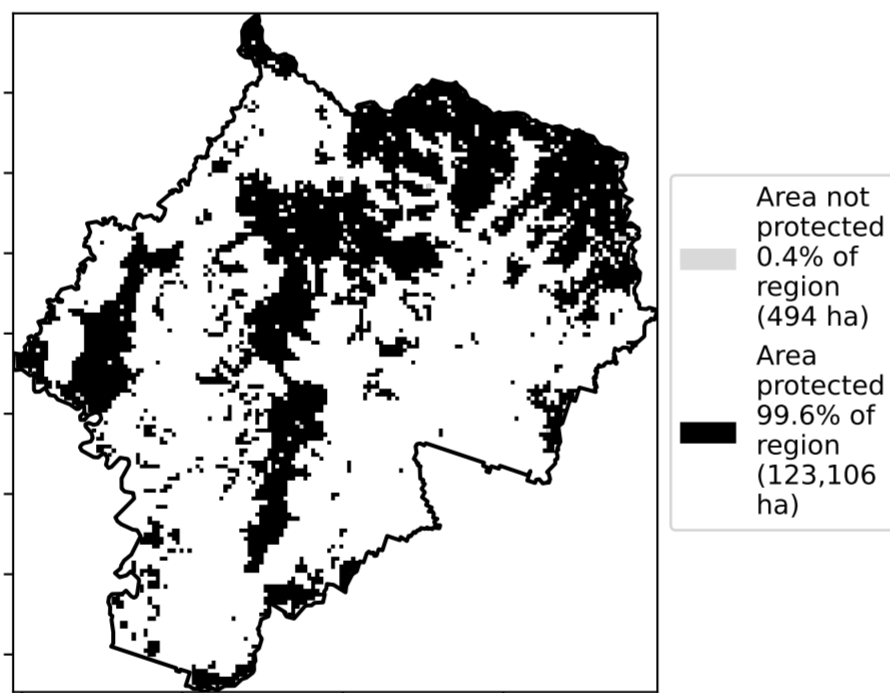 Area not
protected
0.4% of
region
(494 ha)
Area
protected
99.6% of
region
(123,106
ha)